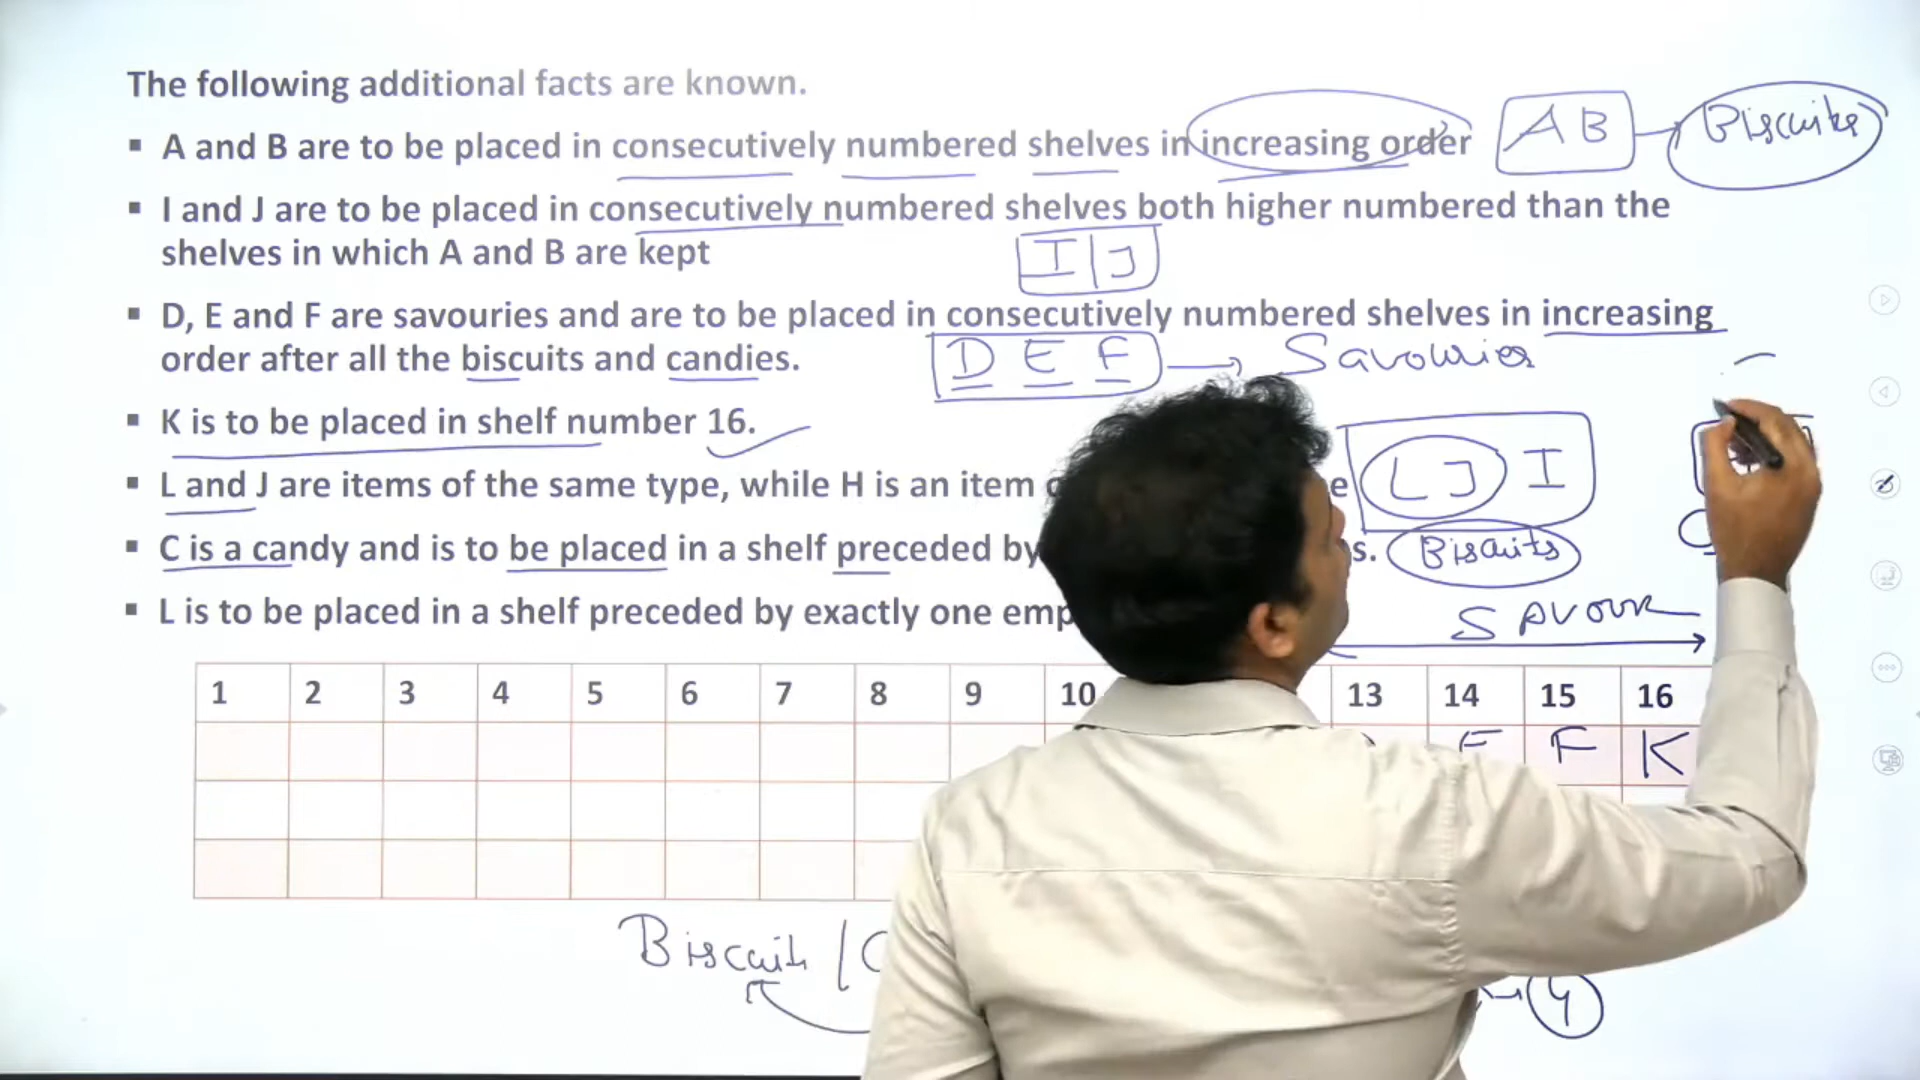 The following additional facts are known.
▪ A and B are to be placed in consecutively numbered shelves in increasing order
A B
Biscuits
▪ I and J are to be placed in consecutively numbered shelves both higher numbered than the
shelves in which A and B are kept
I J
▪ D, E and F are savouries and are to be placed in consecutively numbered shelves in increasing
order after all the biscuits and candies.
D E F → Savouries
▪ K is to be placed in shelf number 16.
▪ L and J are items of the same type, while H is an item
L J I
▪ C is a candy and is to be placed in a shelf preceded by
s.
Biscuits
▪ L is to be placed in a shelf preceded by exactly one emp
SAVOUR
1 2 3 4 5 6 7 8 9 10 13 14 15 16
E F K
Biscuits / C
4